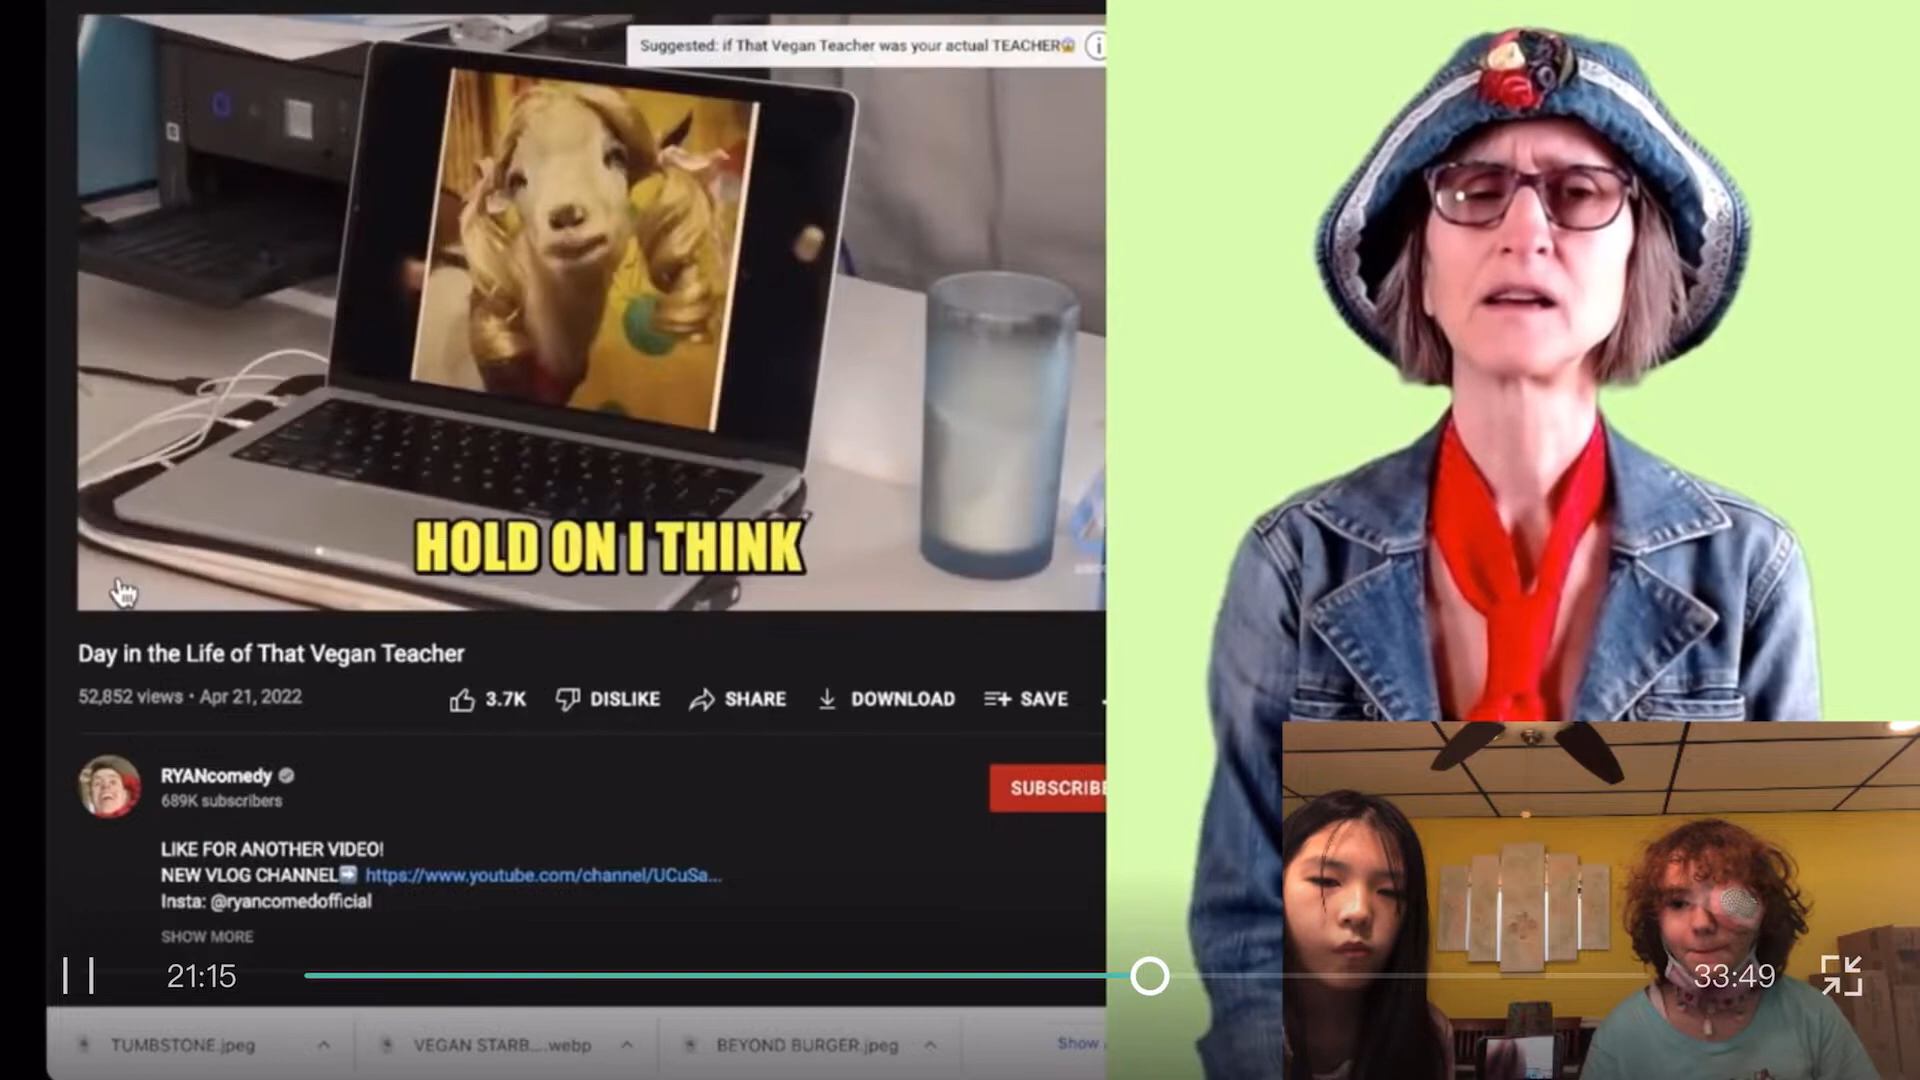 Suggested: if That Vegan Teacher was your actual TEACHER😱
HOLD ON I THINK
Day in the Life of That Vegan Teacher
52,852 views • Apr 21, 2022
3.7K
DISLIKE
SHARE
DOWNLOAD
SAVE
RYANcomedy
689K subscribers
SUBSCRIBE
LIKE FOR ANOTHER VIDEO!
NEW VLOG CHANNEL➡️ https://www.youtube.com/channel/UCuSa...
Insta: @ryancomedofficial
SHOW MORE
21:15
33:49
TUMBSTONE.jpeg
VEGAN STARB....webp
BEYOND BURGER.jpeg
Show